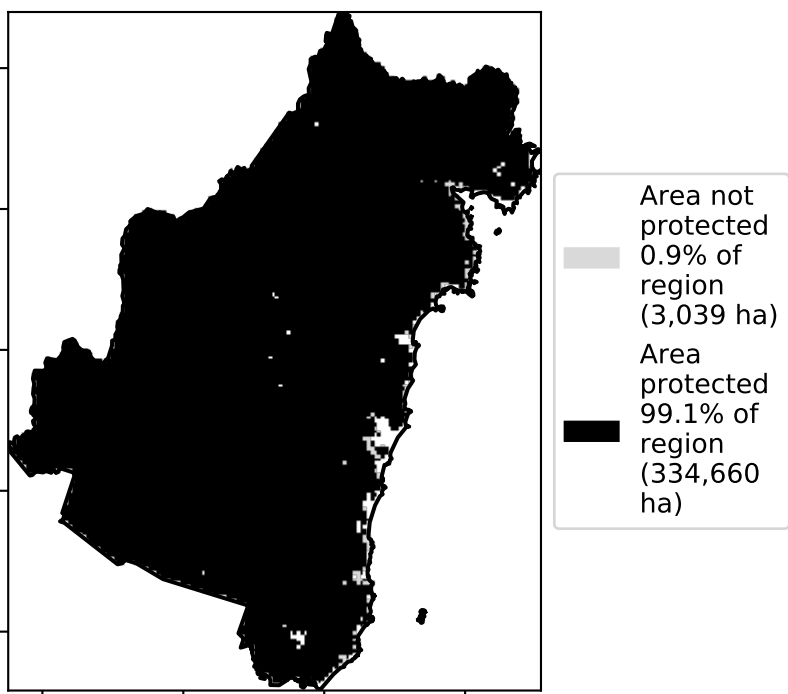 Area not
protected
0.9% of
region
(3,039 ha)
Area
protected
99.1% of
region
(334,660
ha)